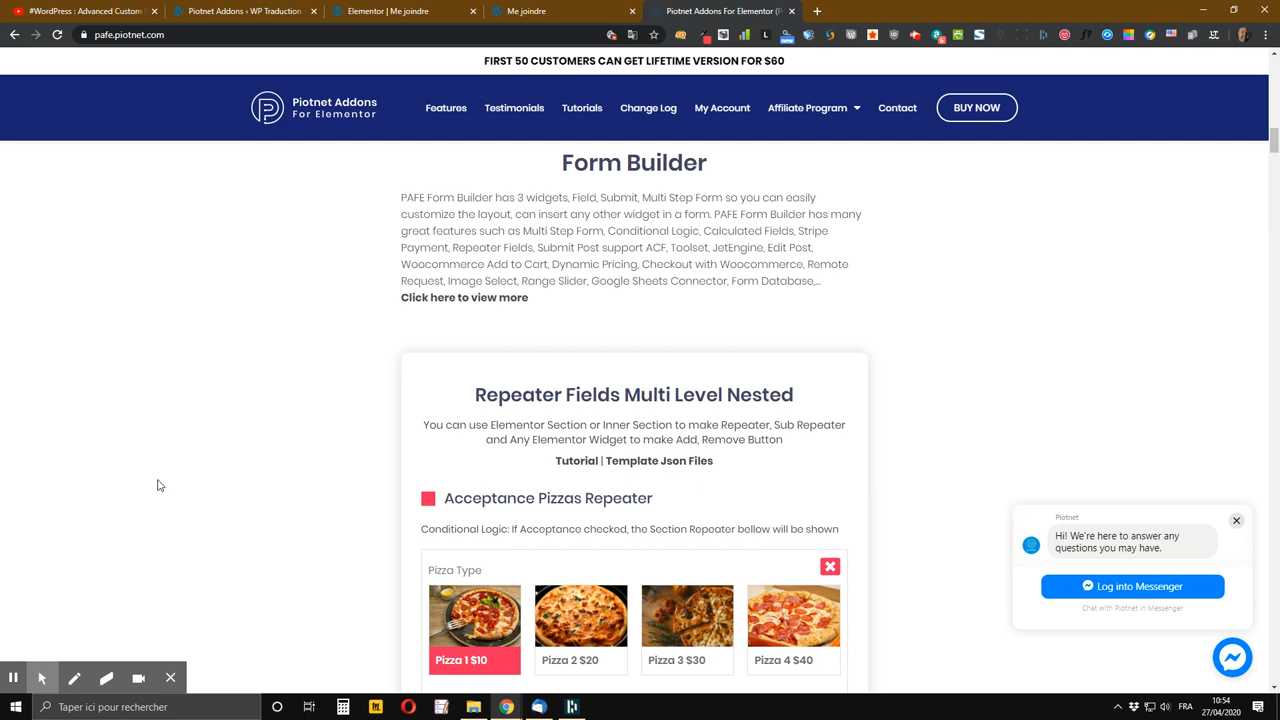 #WordPress : Advanced Custom
Piotnet Addons ‹ WP Traduction
Elementor | Me joindre
Me joindre
Piotnet Addons For Elementor (P
pafe.piotnet.com
FIRST 50 CUSTOMERS CAN GET LIFETIME VERSION FOR $60
Piotnet Addons
For Elementor
Features
Testimonials
Tutorials
Change Log
My Account
Affiliate Program
Contact
BUY NOW
Form Builder
PAFE Form Builder has 3 widgets, Field, Submit, Multi Step Form so you can easily
customize the layout, can insert any other widget in a form. PAFE Form Builder has many
great features such as Multi Step Form, Conditional Logic, Calculated Fields, Stripe
Payment, Repeater Fields, Submit Post support ACF, Toolset, JetEngine, Edit Post,
Woocommerce Add to Cart, Dynamic Pricing, Checkout with Woocommerce, Remote
Request, Image Select, Range Slider, Google Sheets Connector, Form Database,...
Click here to view more
Repeater Fields Multi Level Nested
You can use Elementor Section or Inner Section to make Repeater, Sub Repeater
and Any Elementor Widget to make Add, Remove Button
Tutorial | Template Json Files
Acceptance Pizzas Repeater
Conditional Logic: If Acceptance checked, the Section Repeater bellow will be shown
Pizza Type
Pizza 1 $10
Pizza 2 $20
Pizza 3 $30
Pizza 4 $40
Piotnet
Hi! We're here to answer any
questions you may have.
Log into Messenger
Chat with Piotnet in Messenger
Taper ici pour rechercher
FRA
10:54
27/04/2020